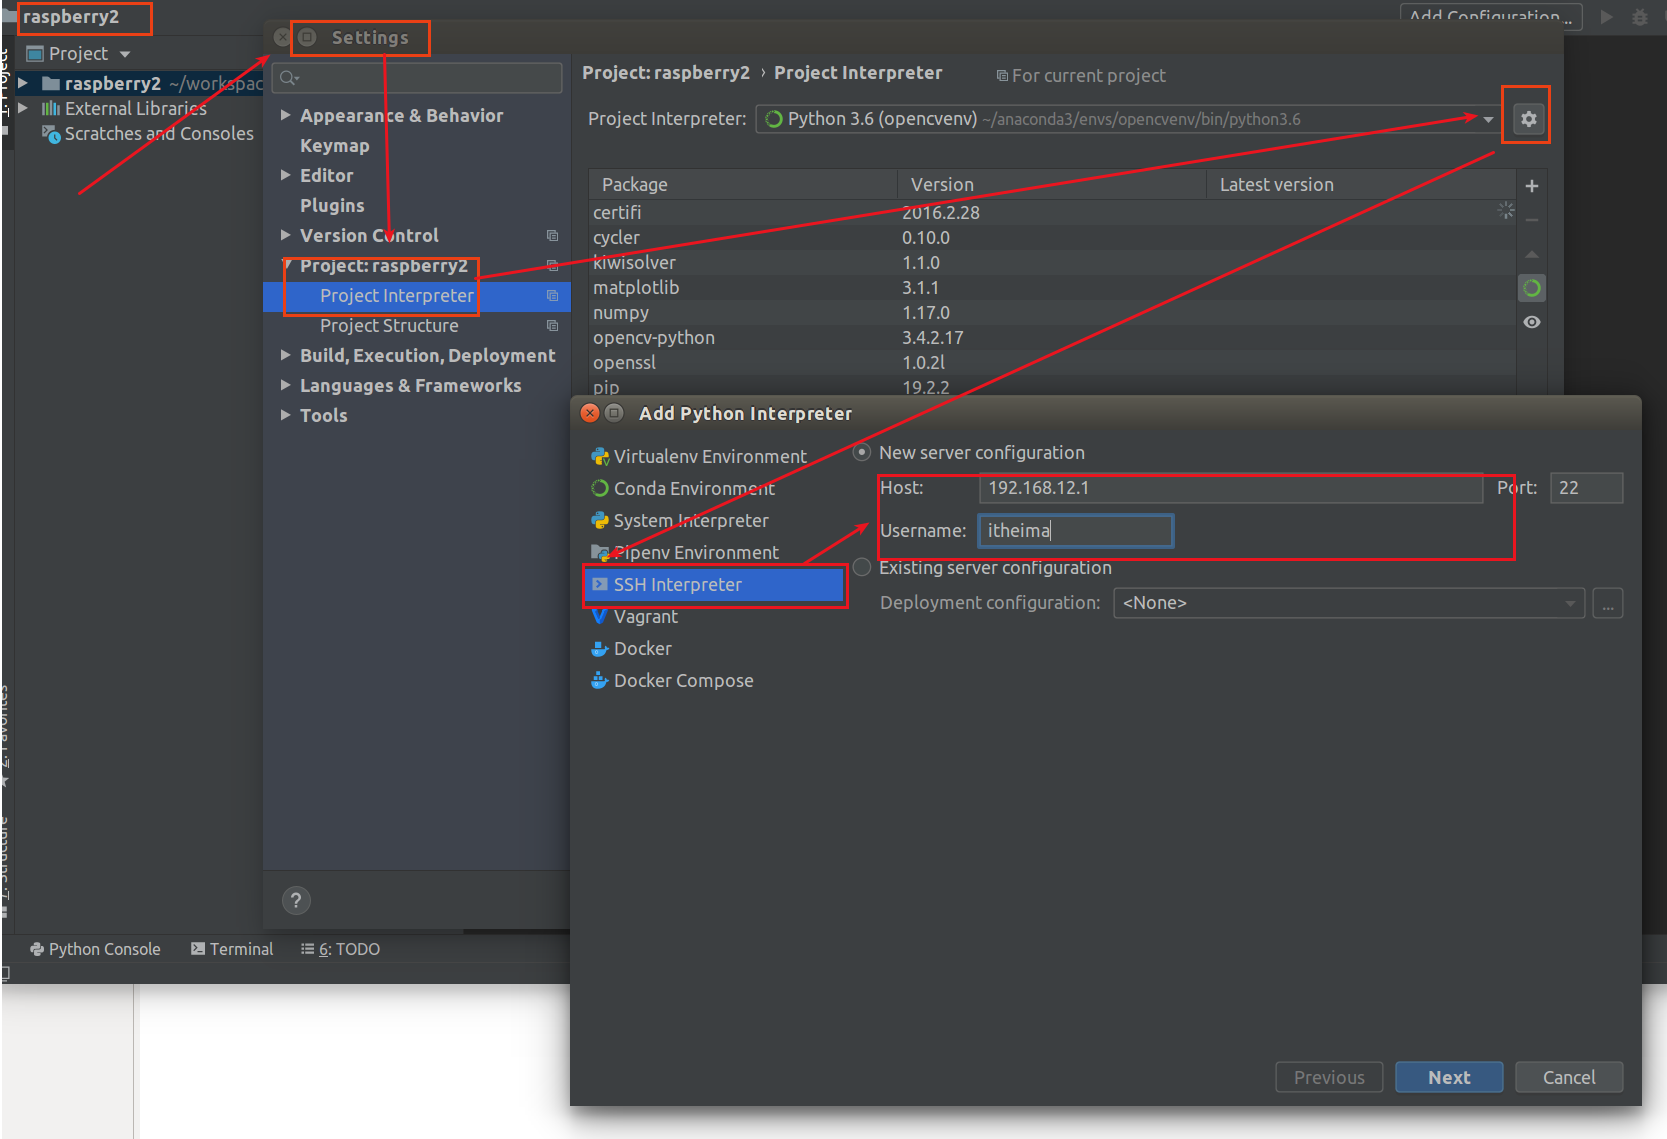 raspberry2
Add Configuration...
Settings
Project
1: Project
raspberry2 ~/workspac
External Libraries
Scratches and Consoles
Appearance & Behavior
Keymap
Editor
Plugins
Version Control
Project: raspberry2
Project Interpreter
Project Structure
Build, Execution, Deployment
Languages & Frameworks
Tools
Project: raspberry2 › Project Interpreter
For current project
Project Interpreter: Python 3.6 (opencvenv) ~/anaconda3/envs/opencvenv/bin/python3.6
Package Version Latest version
certifi 2016.2.28
cycler 0.10.0
kiwisolver 1.1.0
matplotlib 3.1.1
numpy 1.17.0
opencv-python 3.4.2.17
openssl 1.0.2l
pip 19.2.2
Add Python Interpreter
Virtualenv Environment
Conda Environment
System Interpreter
Pipenv Environment
SSH Interpreter
Vagrant
Docker
Docker Compose
New server configuration
Host: 192.168.12.1 Port: 22
Username: itheima
Existing server configuration
Deployment configuration: <None> ...
Previous Next Cancel
2: Favorites
7: Structure
?
Python Console Terminal 6: TODO